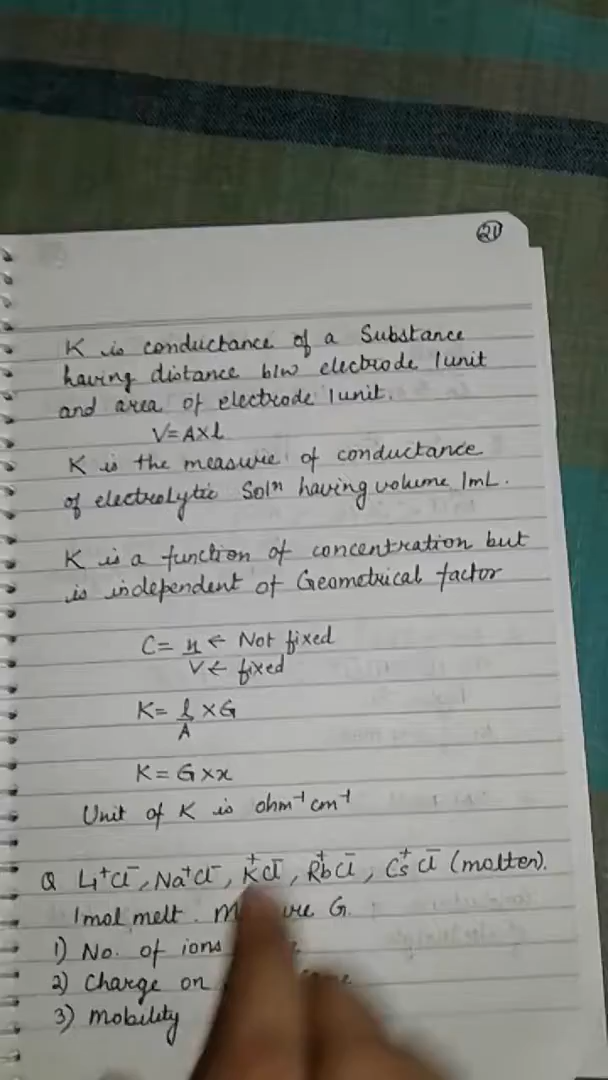 21
K is conductance of a Substance
having distance b/w electrode 1unit
and area of electrode 1unit.
V=A×l
K is the measure of conductance
of electrolytic Solⁿ having volume 1mL.
K is a function of concentration but
is independent of Geometrical factor
C= n ← Not fixed
V ← fixed
K= l/A ×G
K= G×x
Unit of K is ohm⁻¹cm⁻¹
Q Li⁺Cl⁻, Na⁺Cl⁻, K⁺Cl⁻, Rb⁺Cl⁻, Cs⁺Cl⁻ (molten).
1mol melt. G.
1) No. of ions
2) Charge on
3) Mobility